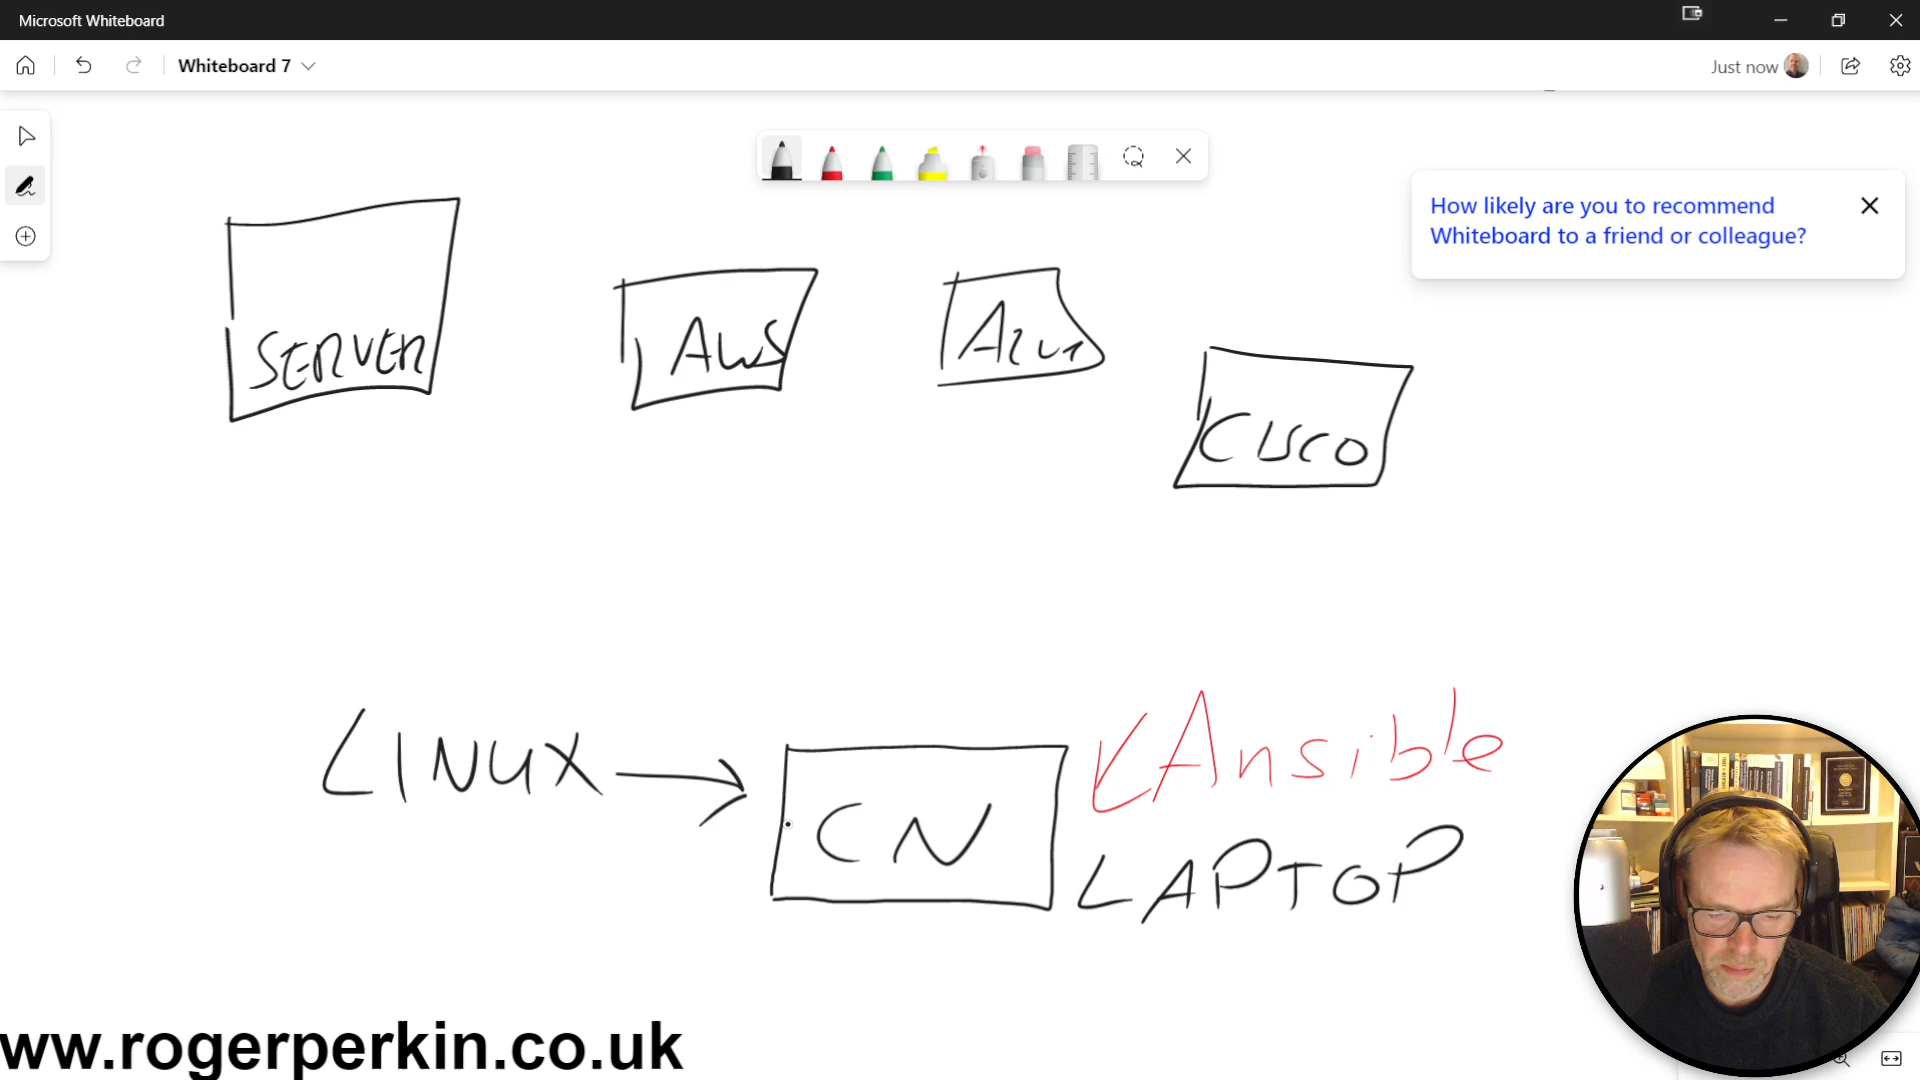 Microsoft Whiteboard
Whiteboard 7
Just now
How likely are you to recommend
Whiteboard to a friend or colleague?
SERVER
AWS
CISCO
LINUX
CN
Ansible
LAPTOP
ww.rogerperkin.co.uk